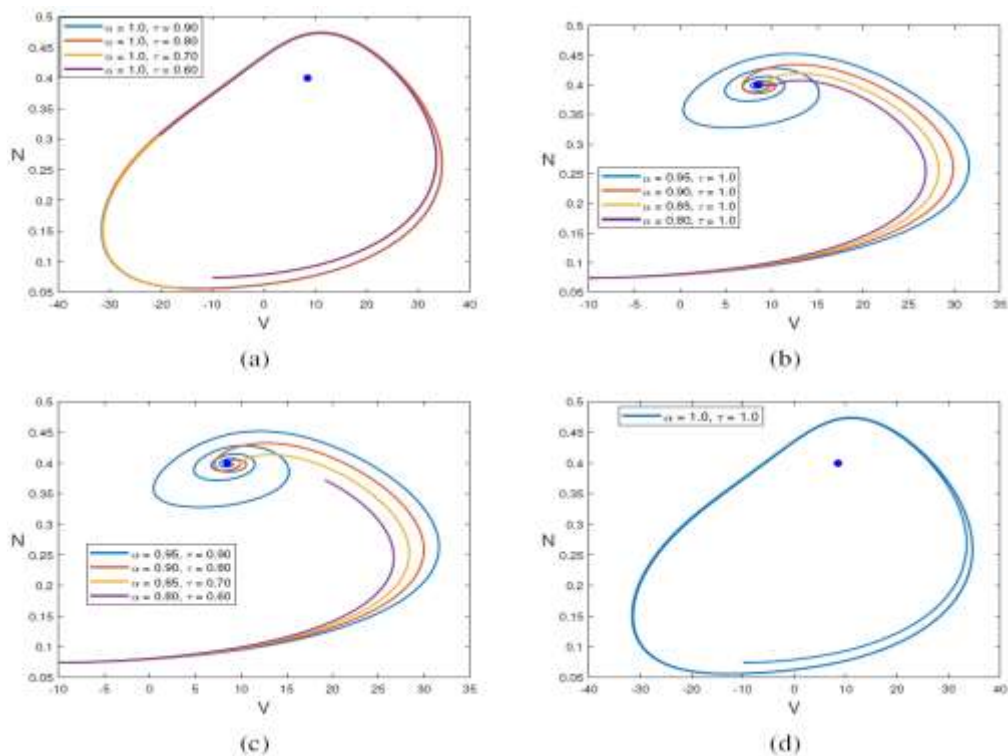 α = 1.0, τ = 0.90
α = 1.0, τ = 0.80
α = 1.0, τ = 0.70
α = 1.0, τ = 0.60
0.5
0.45
0.4
0.35
0.3
0.25
0.2
0.15
0.1
0.05
N
-40 -30 -20 -10 0 10 20 30 40
V
(a)
0.5
0.45
0.4
0.35
0.3
0.25
0.2
0.15
0.1
0.05
N
α = 0.95, τ = 1.0
α = 0.90, τ = 1.0
α = 0.85, τ = 1.0
α = 0.80, τ = 1.0
-10 -5 0 5 10 15 20 25 30 35
V
(b)
0.5
0.45
0.4
0.35
0.3
0.25
0.2
0.15
0.1
0.05
N
α = 0.95, τ = 0.90
α = 0.90, τ = 0.80
α = 0.85, τ = 0.70
α = 0.80, τ = 0.60
-10 -5 0 5 10 15 20 25 30 35
V
(c)
α = 1.0, τ = 1.0
0.5
0.45
0.4
0.35
0.3
0.25
0.2
0.15
0.1
0.05
N
-40 -30 -20 -10 0 10 20 30 40
V
(d)